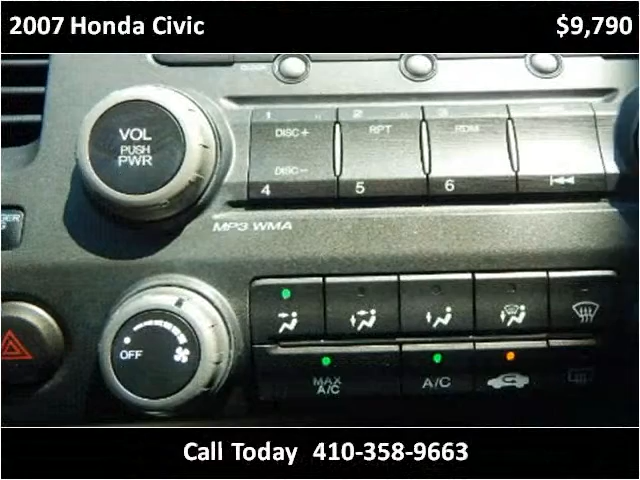 2007 Honda Civic $9,790
CLOCK
1 2 3
VOL
PUSH
PWR
DISC+ RPT RDM
DISC-
4 5 6
MP3 WMA
OFF
MAX
A/C
A/C
Call Today 410-358-9663